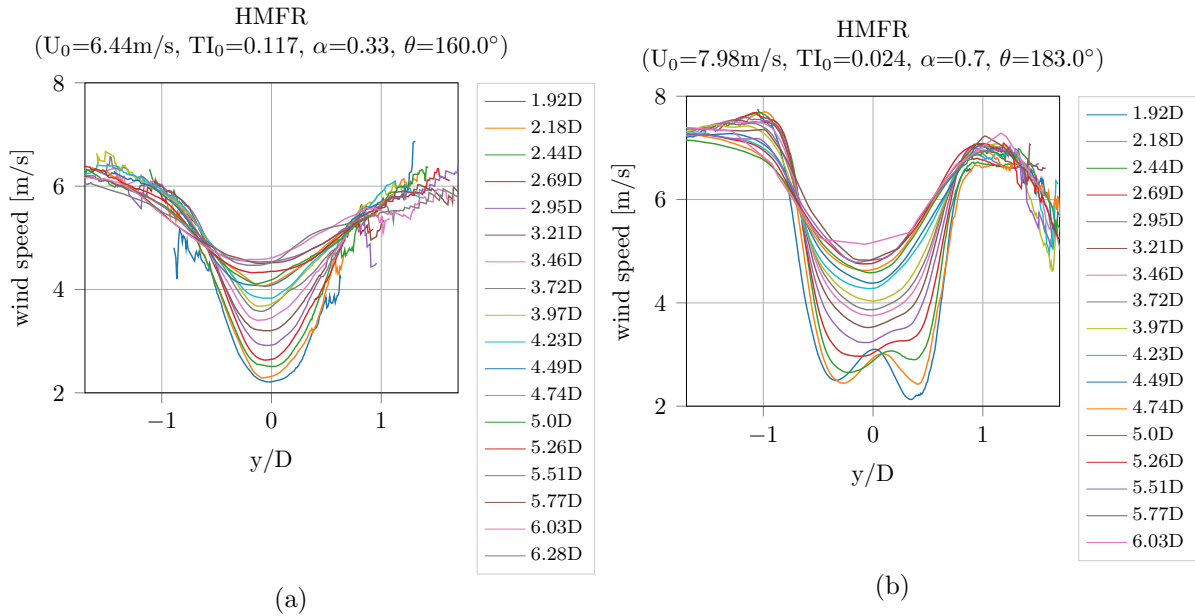 HMFR
(U₀=6.44m/s, TI₀=0.117, α=0.33, θ=160.0°)
8
6
4
2
wind speed [m/s]
−1
0
1
y/D
1.92D
2.18D
2.44D
2.69D
2.95D
3.21D
3.46D
3.72D
3.97D
4.23D
4.49D
4.74D
5.0D
5.26D
5.51D
5.77D
6.03D
6.28D
(a)
HMFR
(U₀=7.98m/s, TI₀=0.024, α=0.7, θ=183.0°)
8
6
4
2
wind speed [m/s]
−1
0
1
y/D
1.92D
2.18D
2.44D
2.69D
2.95D
3.21D
3.46D
3.72D
3.97D
4.23D
4.49D
4.74D
5.0D
5.26D
5.51D
5.77D
6.03D
(b)